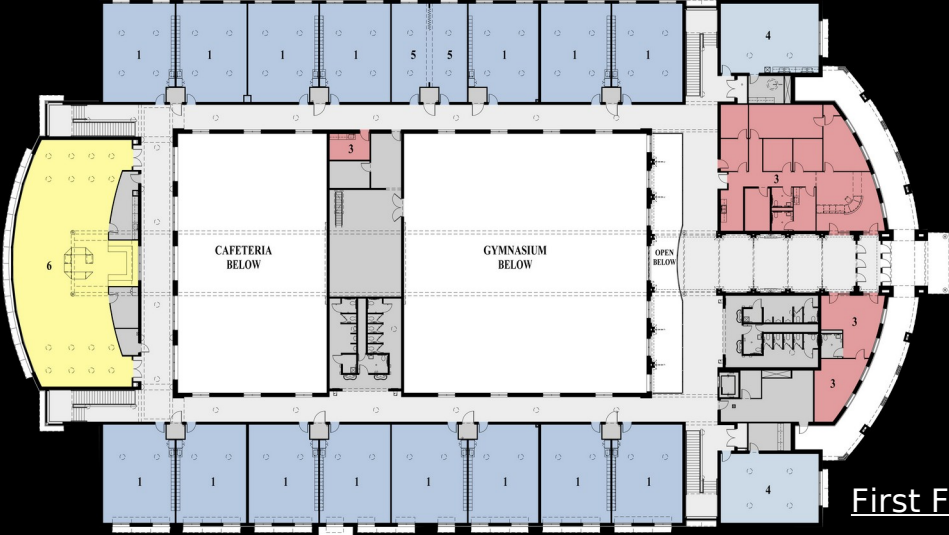 1 1 1 1 5 5 1 1 1
4
3
3
6
CAFETERIA
BELOW
GYMNASIUM
BELOW
OPEN
BELOW
3
3
1 1 1 1 1 1 1 1
4
First F